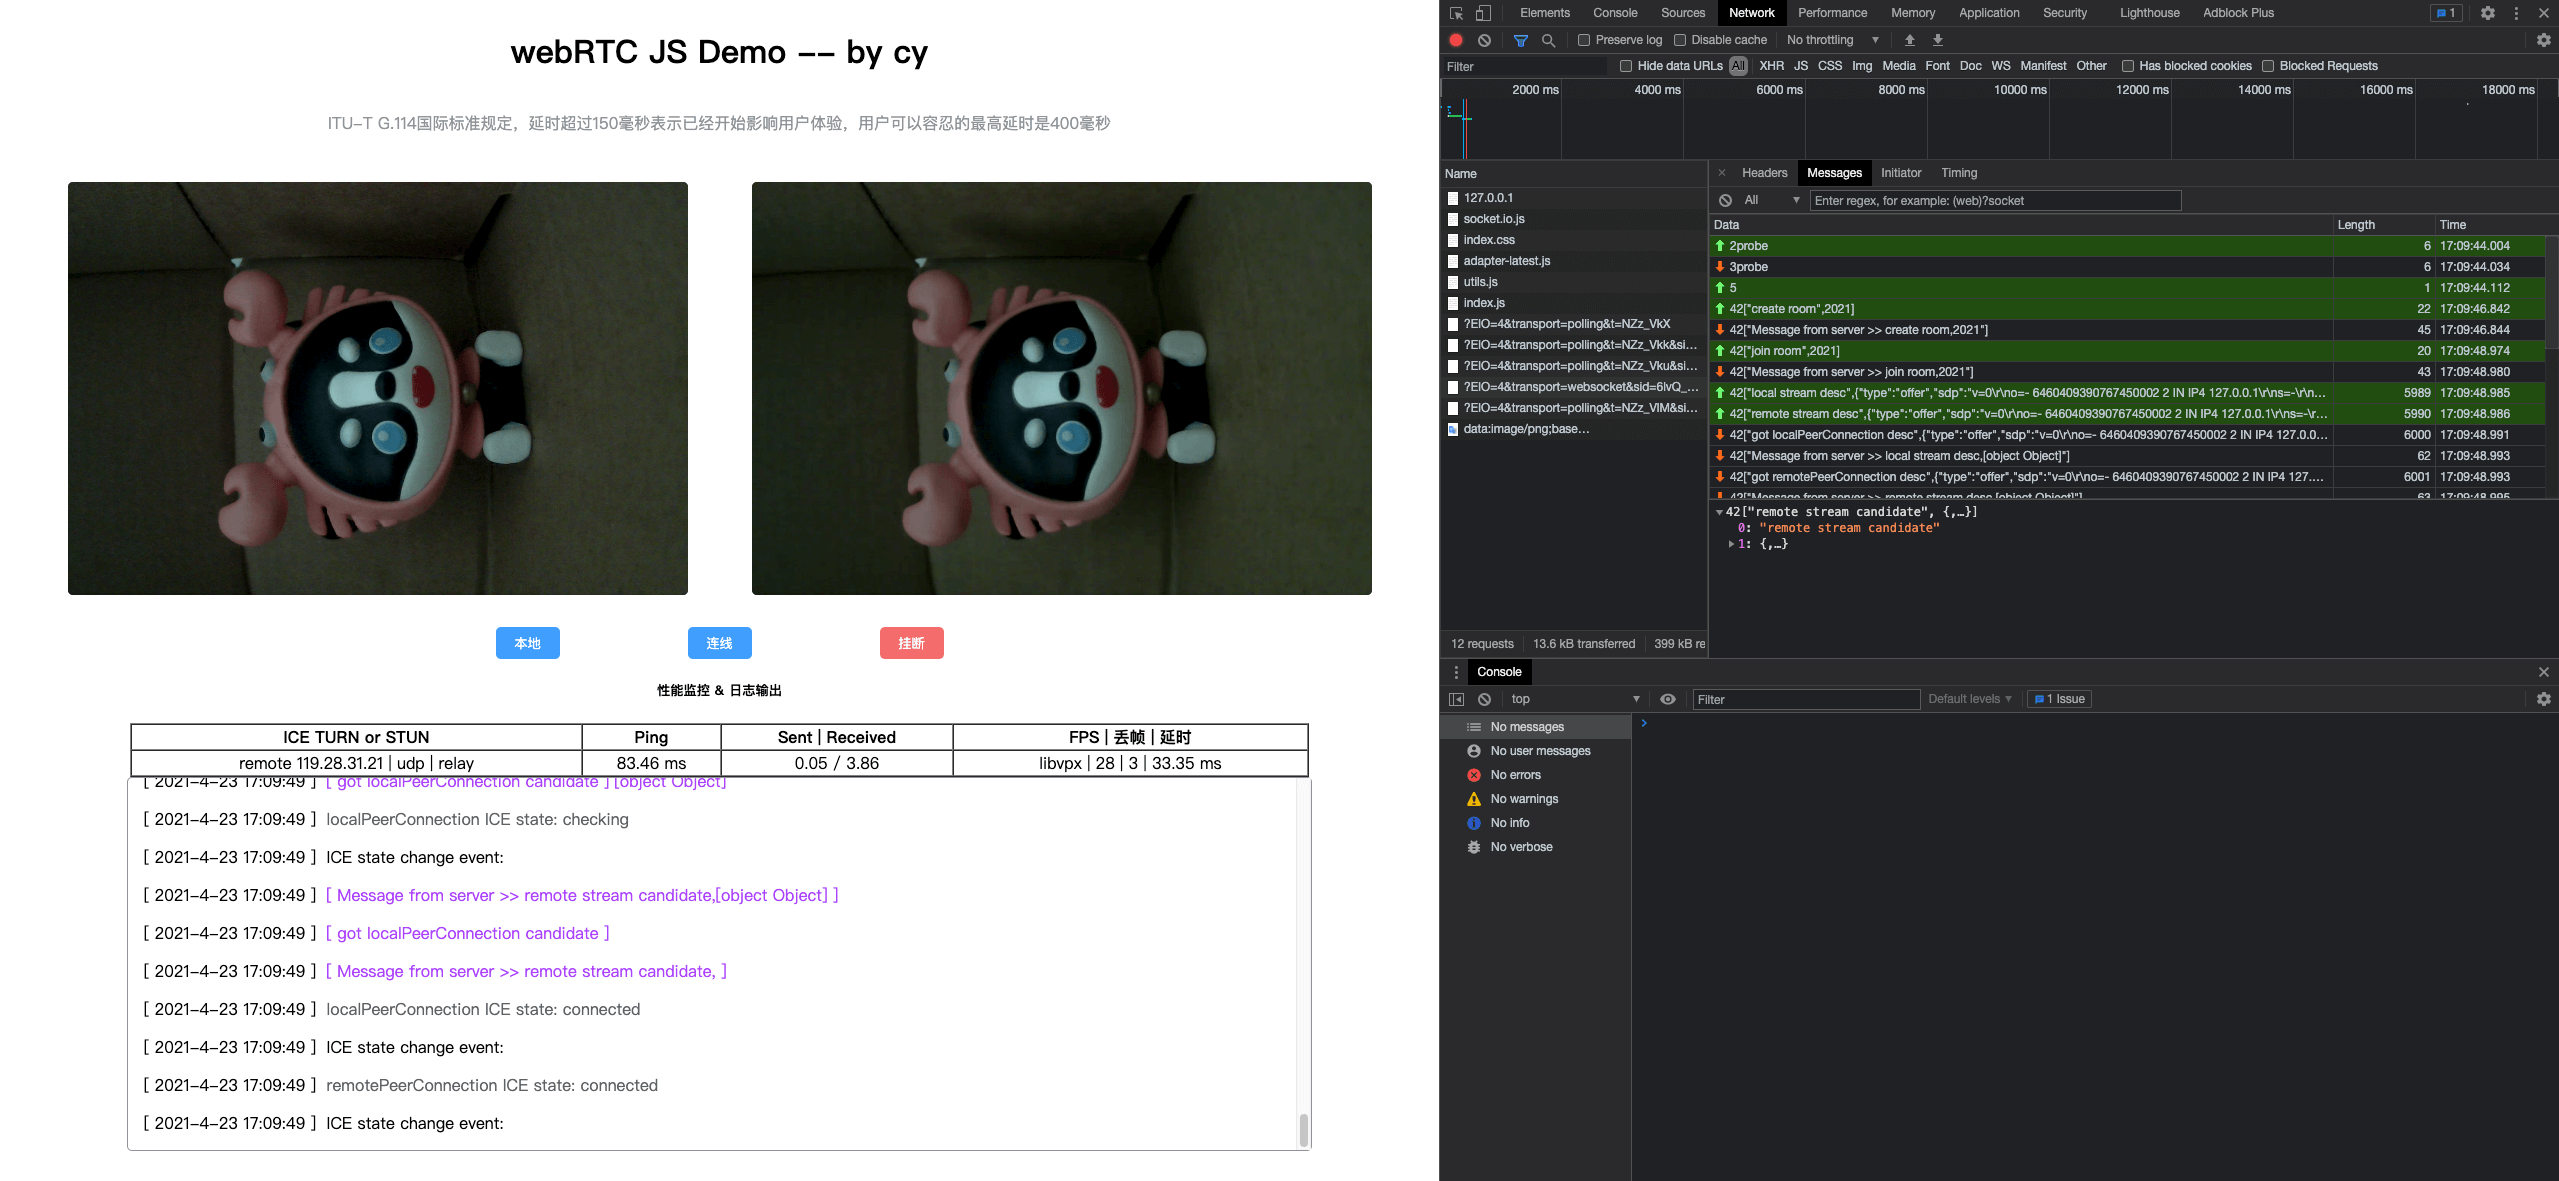 webRTC JS Demo -- by cy
ITU-T G.114国际标准规定，延时超过150毫秒表示已经开始影响用户体验，用户可以容忍的最高延时是400毫秒
本地
连线
挂断
性能监控 & 日志输出
ICE TURN or STUN Ping Sent | Received FPS | 丢帧 | 延时
remote 119.28.31.21 | udp | relay 83.46 ms 0.05 / 3.86 libvpx | 28 | 3 | 33.35 ms
[ 2021-4-23 17:09:49 ] [ got localPeerConnection candidate ] [object Object]
[ 2021-4-23 17:09:49 ] localPeerConnection ICE state: checking
[ 2021-4-23 17:09:49 ] ICE state change event:
[ 2021-4-23 17:09:49 ] [ Message from server >> remote stream candidate,[object Object] ]
[ 2021-4-23 17:09:49 ] [ got localPeerConnection candidate ]
[ 2021-4-23 17:09:49 ] [ Message from server >> remote stream candidate, ]
[ 2021-4-23 17:09:49 ] localPeerConnection ICE state: connected
[ 2021-4-23 17:09:49 ] ICE state change event:
[ 2021-4-23 17:09:49 ] remotePeerConnection ICE state: connected
[ 2021-4-23 17:09:49 ] ICE state change event:
Elements Console Sources Network Performance Memory Application Security Lighthouse Adblock Plus 1
Preserve log Disable cache No throttling
Filter Hide data URLs All XHR JS CSS Img Media Font Doc WS Manifest Other Has blocked cookies Blocked Requests
2000 ms 4000 ms 6000 ms 8000 ms 10000 ms 12000 ms 14000 ms 16000 ms 18000 ms
Name
127.0.0.1
socket.io.js
index.css
adapter-latest.js
utils.js
index.js
?EIO=4&transport=polling&t=NZz_VkX
?EIO=4&transport=polling&t=NZz_Vkk&si...
?EIO=4&transport=polling&t=NZz_Vku&si...
?EIO=4&transport=websocket&sid=6lvQ_...
?EIO=4&transport=polling&t=NZz_VlM&si...
data:image/png;base...
12 requests 13.6 kB transferred 399 kB re
Headers Messages Initiator Timing
All Enter regex, for example: (web)?socket
Data Length Time
2probe 6 17:09:44.004
3probe 6 17:09:44.034
5 1 17:09:44.112
42["create room",2021] 22 17:09:46.842
42["Message from server >> create room,2021"] 45 17:09:46.844
42["join room",2021] 20 17:09:48.974
42["Message from server >> join room,2021"] 43 17:09:48.980
42["local stream desc",{"type":"offer","sdp":"v=0\r\no=- 6460409390767450002 2 IN IP4 127.0.0.1\r\ns=-\r\n... 5989 17:09:48.985
42["remote stream desc",{"type":"offer","sdp":"v=0\r\no=- 6460409390767450002 2 IN IP4 127.0.0.1\r\ns=-\r... 5990 17:09:48.986
42["got localPeerConnection desc",{"type":"offer","sdp":"v=0\r\no=- 6460409390767450002 2 IN IP4 127.0.0... 6000 17:09:48.991
42["Message from server >> local stream desc,[object Object]"] 62 17:09:48.993
42["got remotePeerConnection desc",{"type":"offer","sdp":"v=0\r\no=- 6460409390767450002 2 IN IP4 127.... 6001 17:09:48.993
42["Message from server >> remote stream desc,[object Object]"] 63 17:09:48.995
42["remote stream candidate", {,…}]
0: "remote stream candidate"
1: {,…}
Console
top Filter Default levels 1 Issue
No messages
No user messages
No errors
No warnings
No info
No verbose